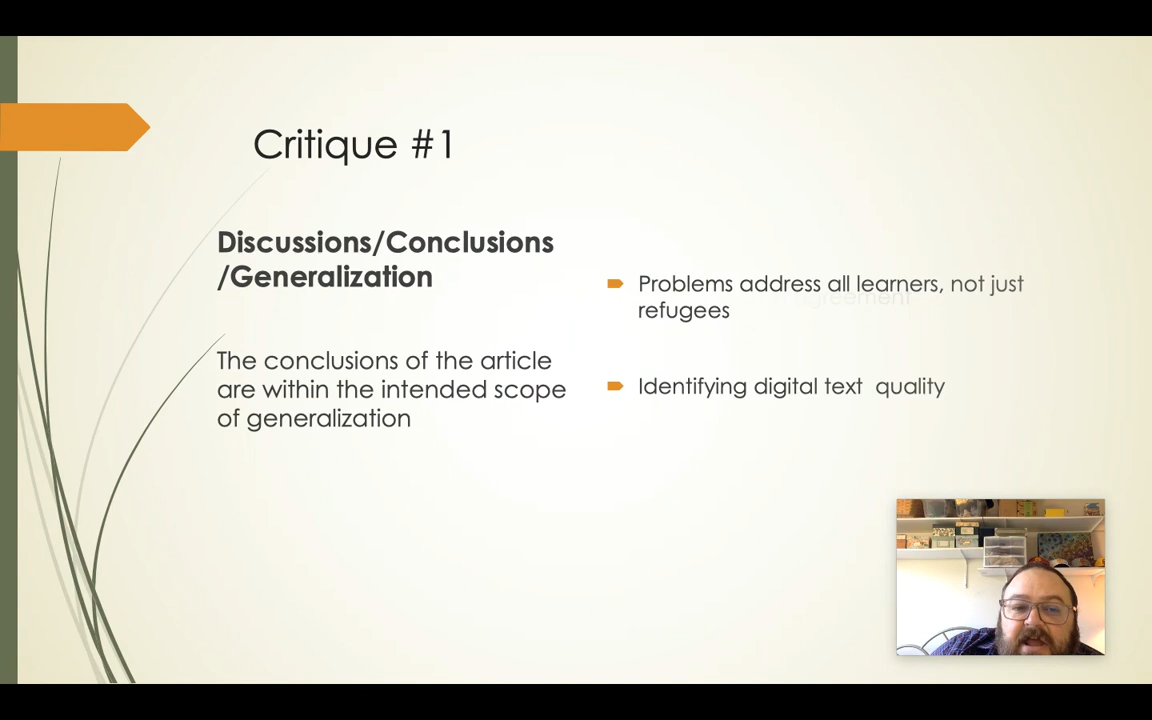 Critique #1
Discussions/Conclusions
/Generalization
The conclusions of the article
are within the intended scope
of generalization
Problems address all learners, not just
refugees
Identifying digital text quality